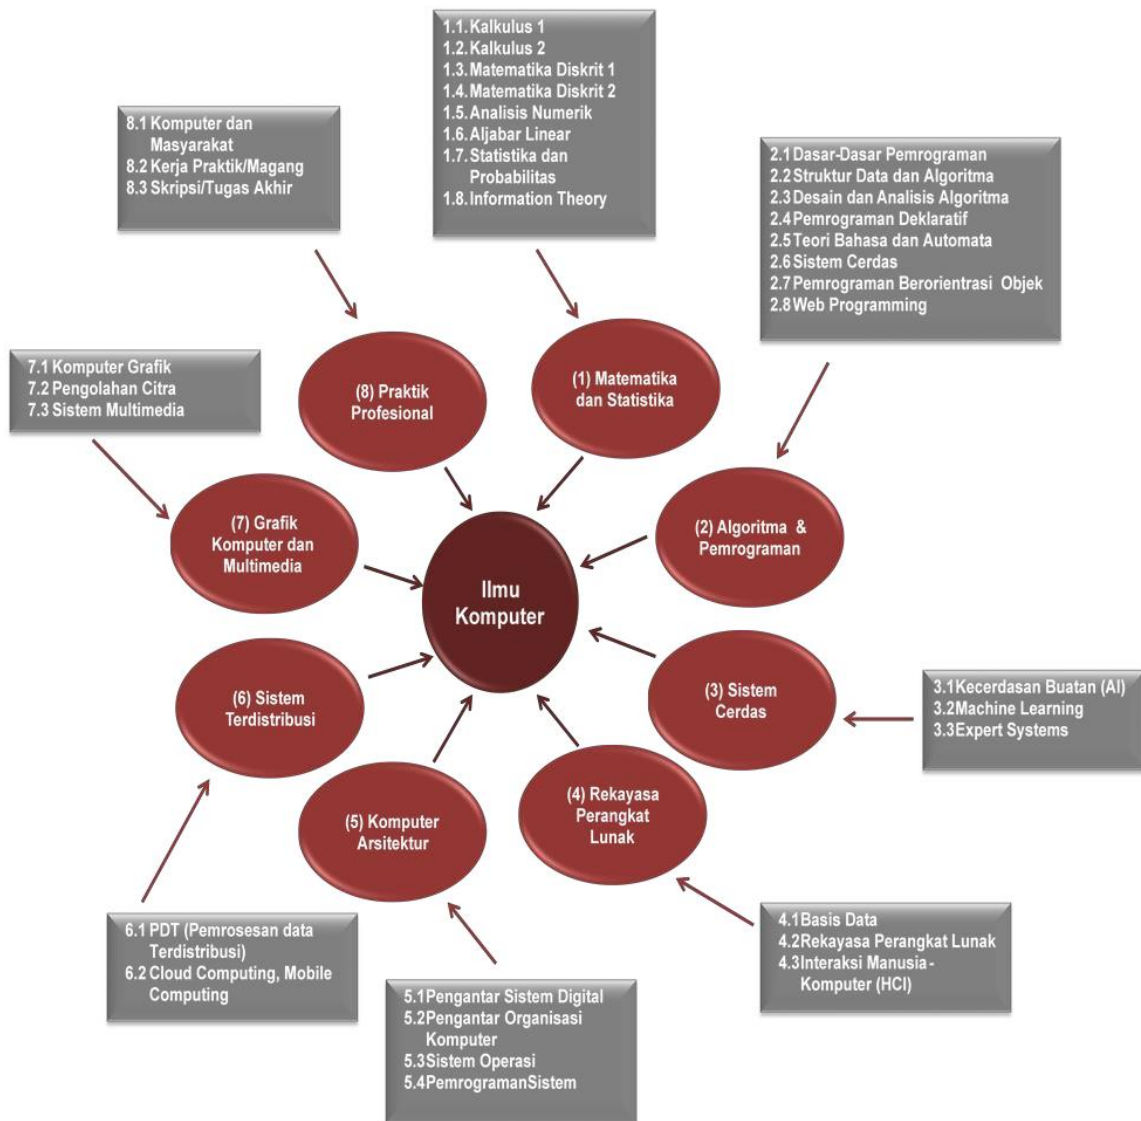 1.1. Kalkulus 1
1.2. Kalkulus 2
1.3. Matematika Diskrit 1
1.4. Matematika Diskrit 2
1.5. Analisis Numerik
1.6. Aljabar Linear
1.7. Statistika dan
Probabilitas
1.8. Information Theory
8.1 Komputer dan
Masyarakat
8.2 Kerja Praktik/Magang
8.3 Skripsi/Tugas Akhir
2.1 Dasar-Dasar Pemrograman
2.2 Struktur Data dan Algoritma
2.3 Desain dan Analisis Algoritma
2.4 Pemrograman Deklaratif
2.5 Teori Bahasa dan Automata
2.6 Sistem Cerdas
2.7 Pemrograman Berorientrasi Objek
2.8 Web Programming
7.1 Komputer Grafik
7.2 Pengolahan Citra
7.3 Sistem Multimedia
(8) Praktik
Profesional
(1) Matematika
dan Statistika
(7) Grafik
Komputer dan
Multimedia
(2) Algoritma &
Pemrograman
Ilmu
Komputer
(6) Sistem
Terdistribusi
(3) Sistem
Cerdas
3.1 Kecerdasan Buatan (AI)
3.2 Machine Learning
3.3 Expert Systems
(5) Komputer
Arsitektur
(4) Rekayasa
Perangkat
Lunak
6.1 PDT (Pemrosesan data
Terdistribusi)
6.2 Cloud Computing, Mobile
Computing
4.1 Basis Data
4.2 Rekayasa Perangkat Lunak
4.3 Interaksi Manusia -
Komputer (HCI)
5.1 Pengantar Sistem Digital
5.2 Pengantar Organisasi
Komputer
5.3 Sistem Operasi
5.4 PemrogramanSistem